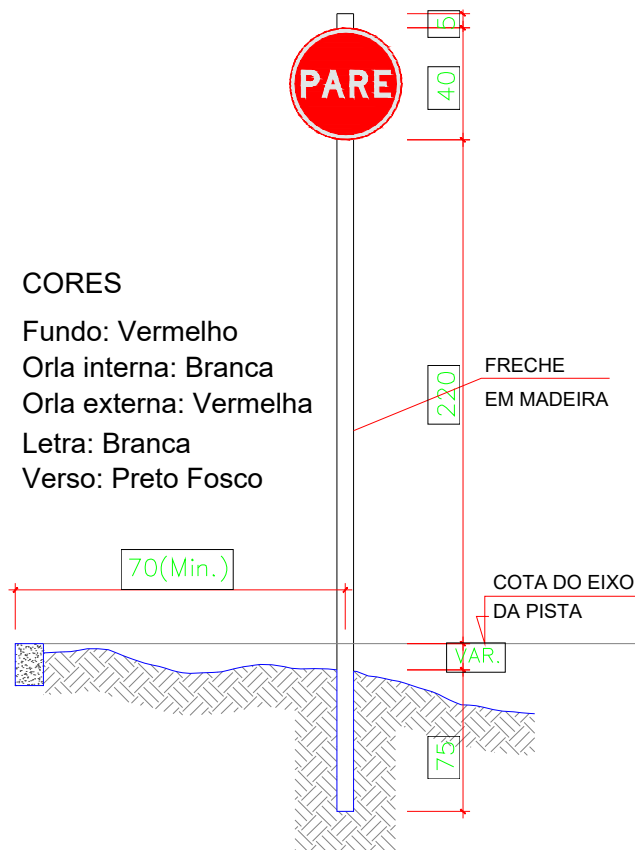 5
PARE
40
CORES
Fundo: Vermelho
Orla interna: Branca
Orla externa: Vermelha
Letra: Branca
Verso: Preto Fosco
220
FRECHE
EM MADEIRA
70(Min.)
COTA DO EIXO
DA PISTA
VAR.
75